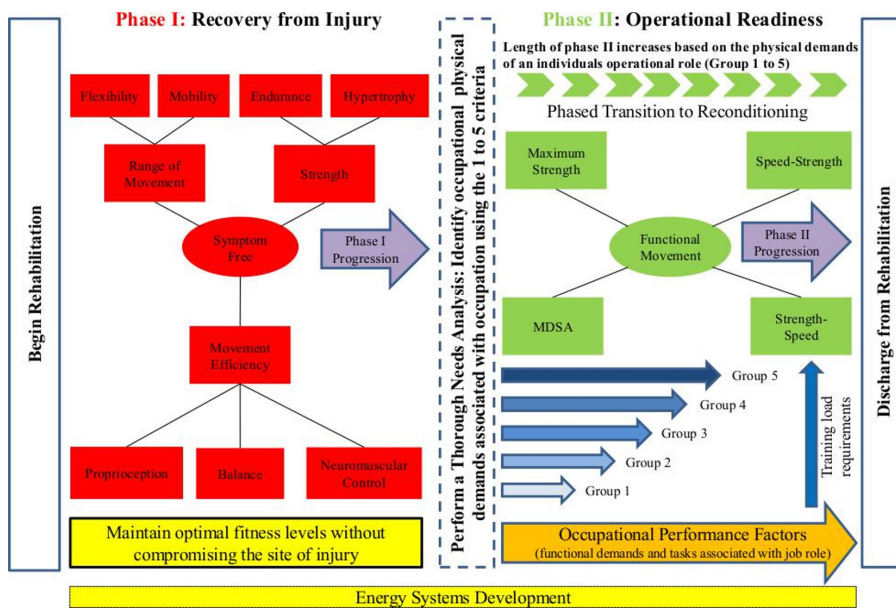 Phase I: Recovery from Injury
Flexibility
Mobility
Endurance
Hypertrophy
Range of
Movement
Strength
Symptom
Free
Phase I
Progression
Movement
Efficiency
Proprioception
Balance
Neuromuscular
Control
Maintain optimal fitness levels without
compromising the site of injury
Begin Rehabilitation
Perform a Thorough Needs Analysis: Identify occupational physical
demands associated with occupation using the 1 to 5 criteria
Phase II: Operational Readiness
Length of phase II increases based on the physical demands
of an individuals operational role (Group 1 to 5)
Phased Transition to Reconditioning
Maximum
Strength
Speed-Strength
Functional
Movement
Phase II
Progression
MDSA
Strength-
Speed
Group 5
Group 4
Group 3
Group 2
Group 1
Training load
requirements
Occupational Performance Factors
(functional demands and tasks associated with job role)
Discharge from Rehabilitation
Energy Systems Development